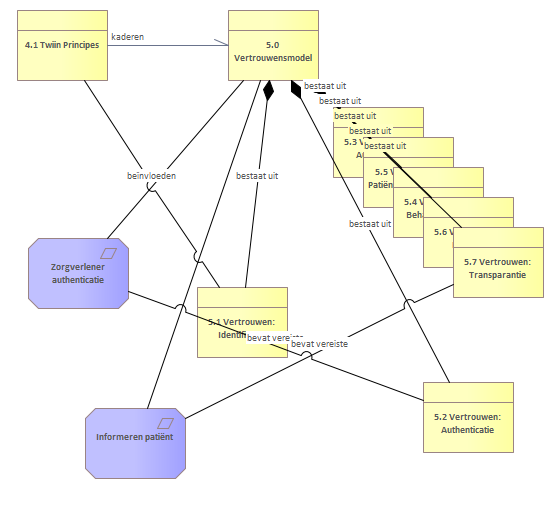 kaderen
4.1 Twiin Principes
5.0
Vertrouwensmodel
bestaat uit
bestaat uit
bestaat uit
bestaat uit
bestaat uit
5.3
5.5
Patiën
5.4
Beh
5.6 V
5.7 Vertrouwen:
Transparantie
beïnvloeden
bestaat uit
bestaat uit
Zorgverlener
authenticatie
5.1 Vertrouwen:
bevat vereiste
bevat vereiste
5.2 Vertrouwen:
Authenticatie
Informeren patiënt